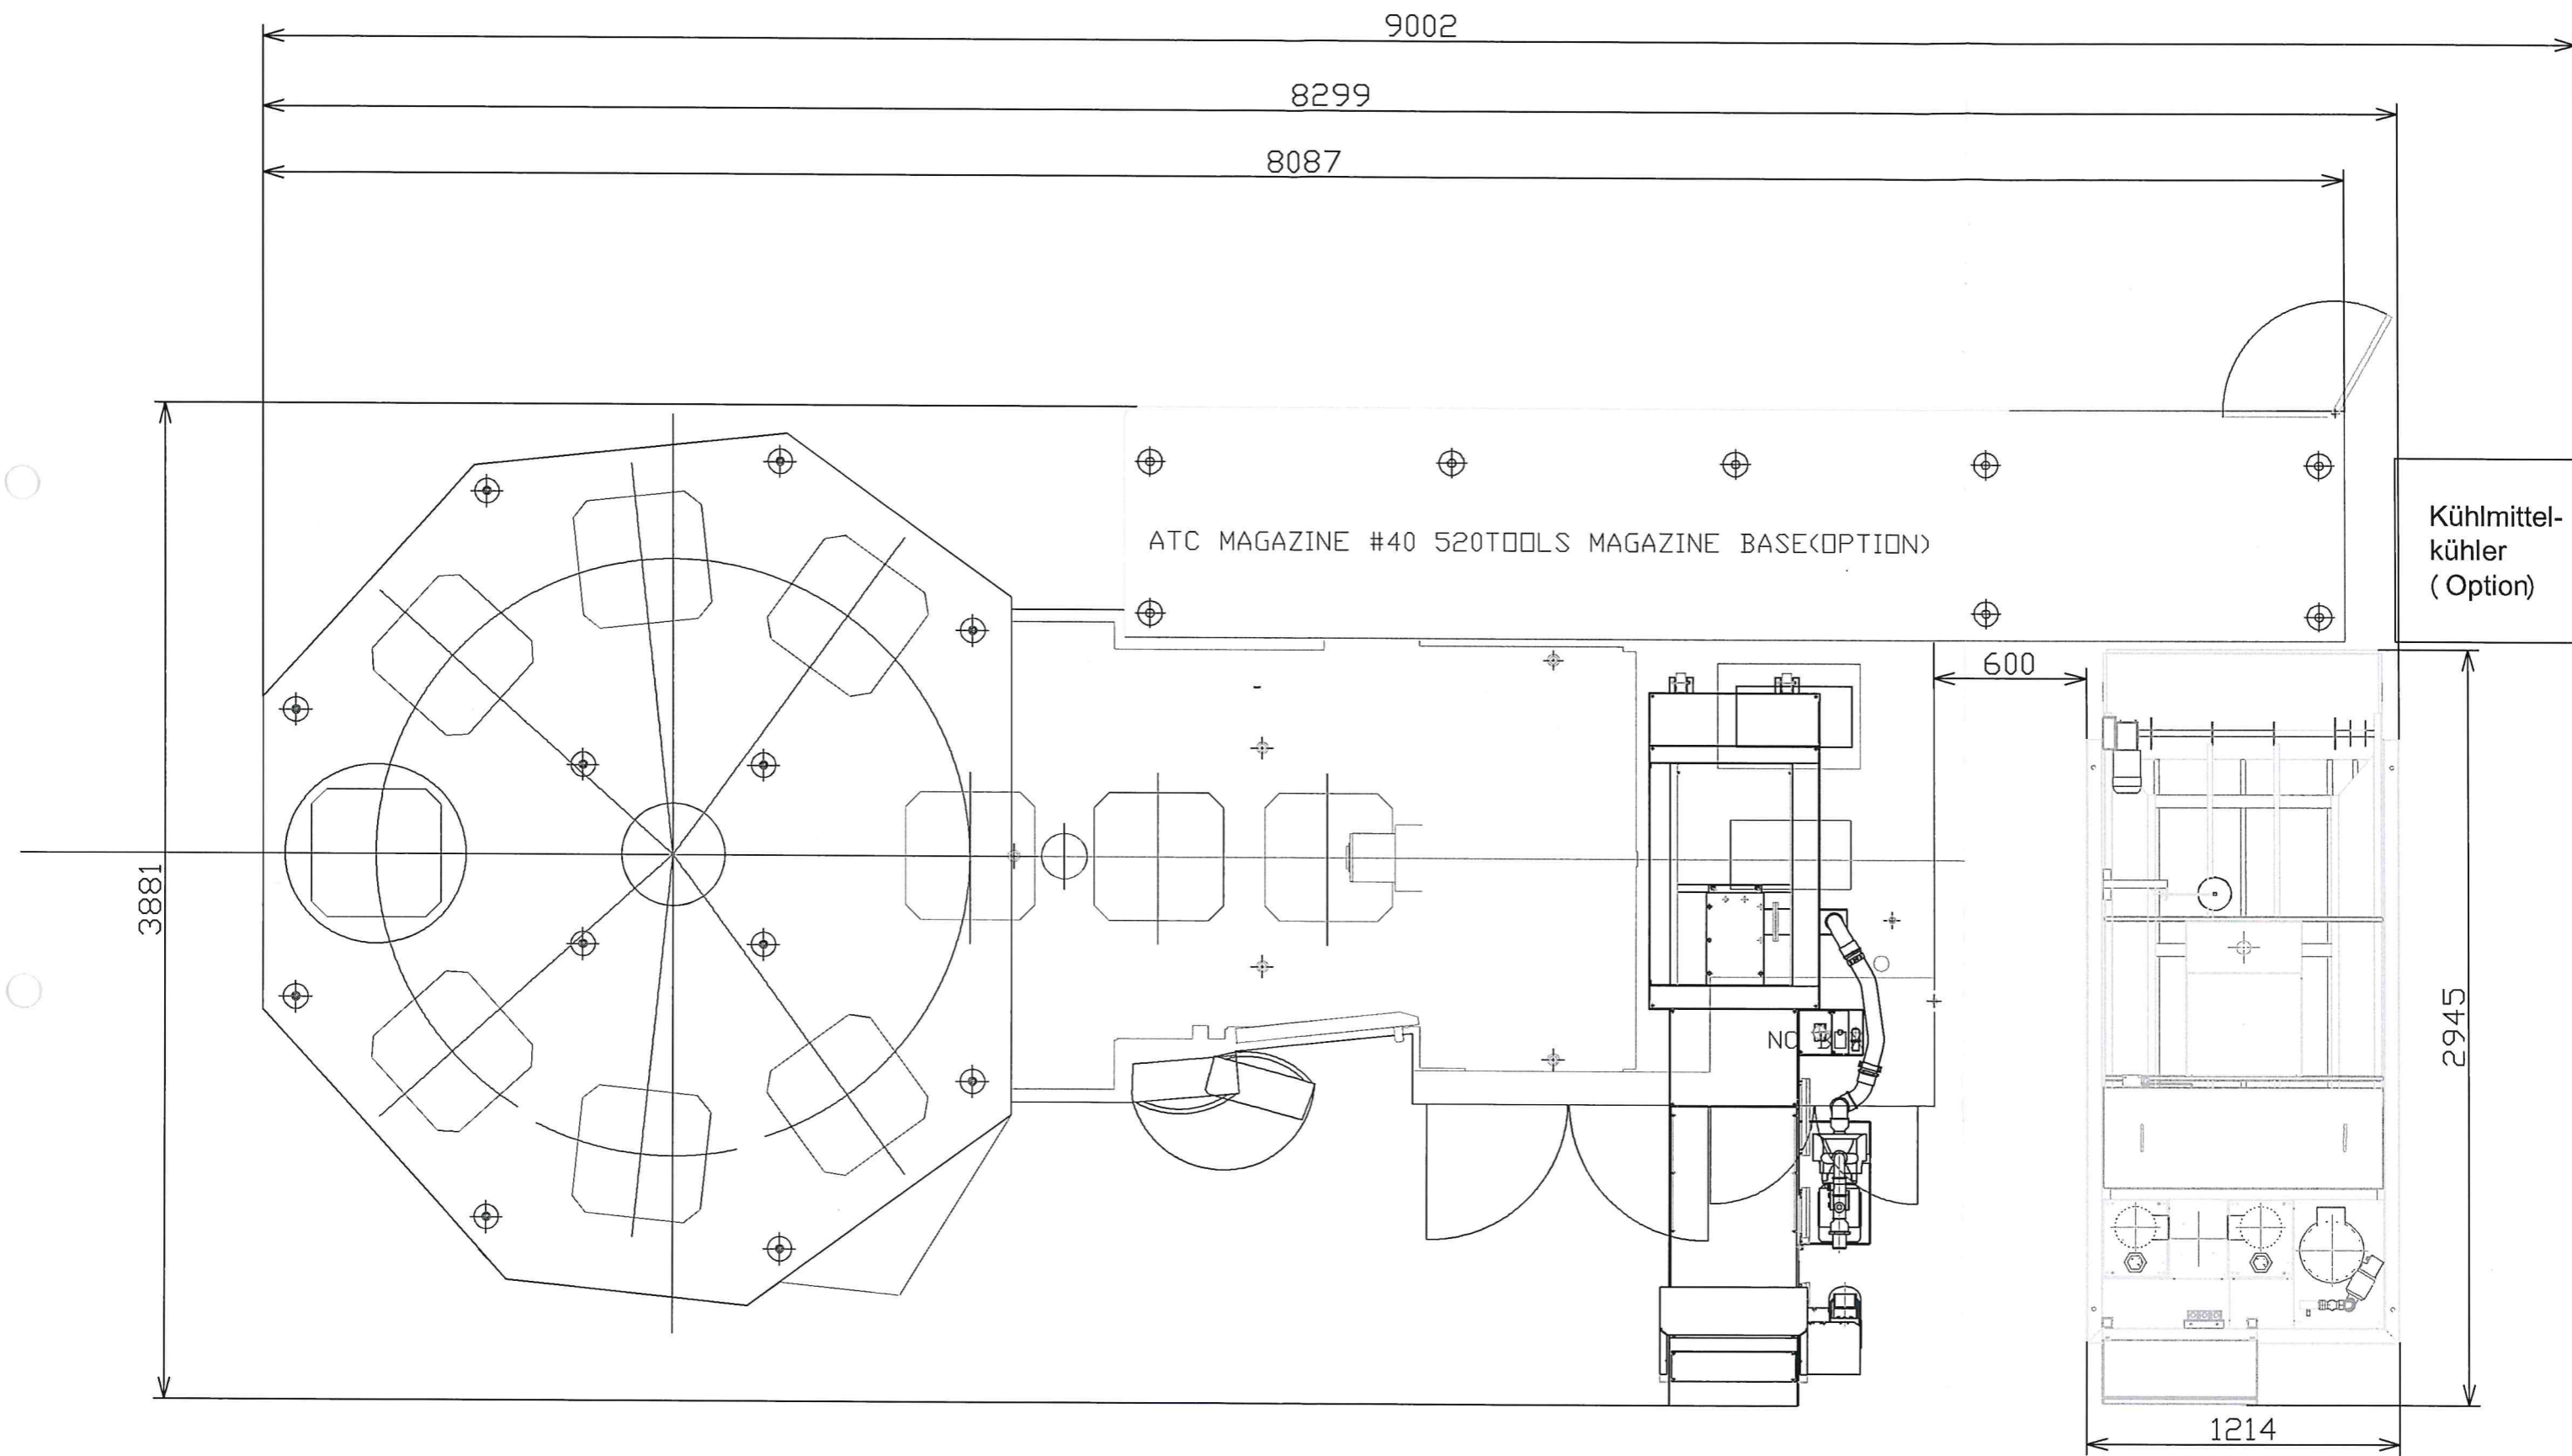 9002
8299
8087
ATC MAGAZINE #40 520TOOLS MAGAZINE BASE(OPTION)
Kühlmittel-
kühler
( Option)
600
3881
2945
NC
1214